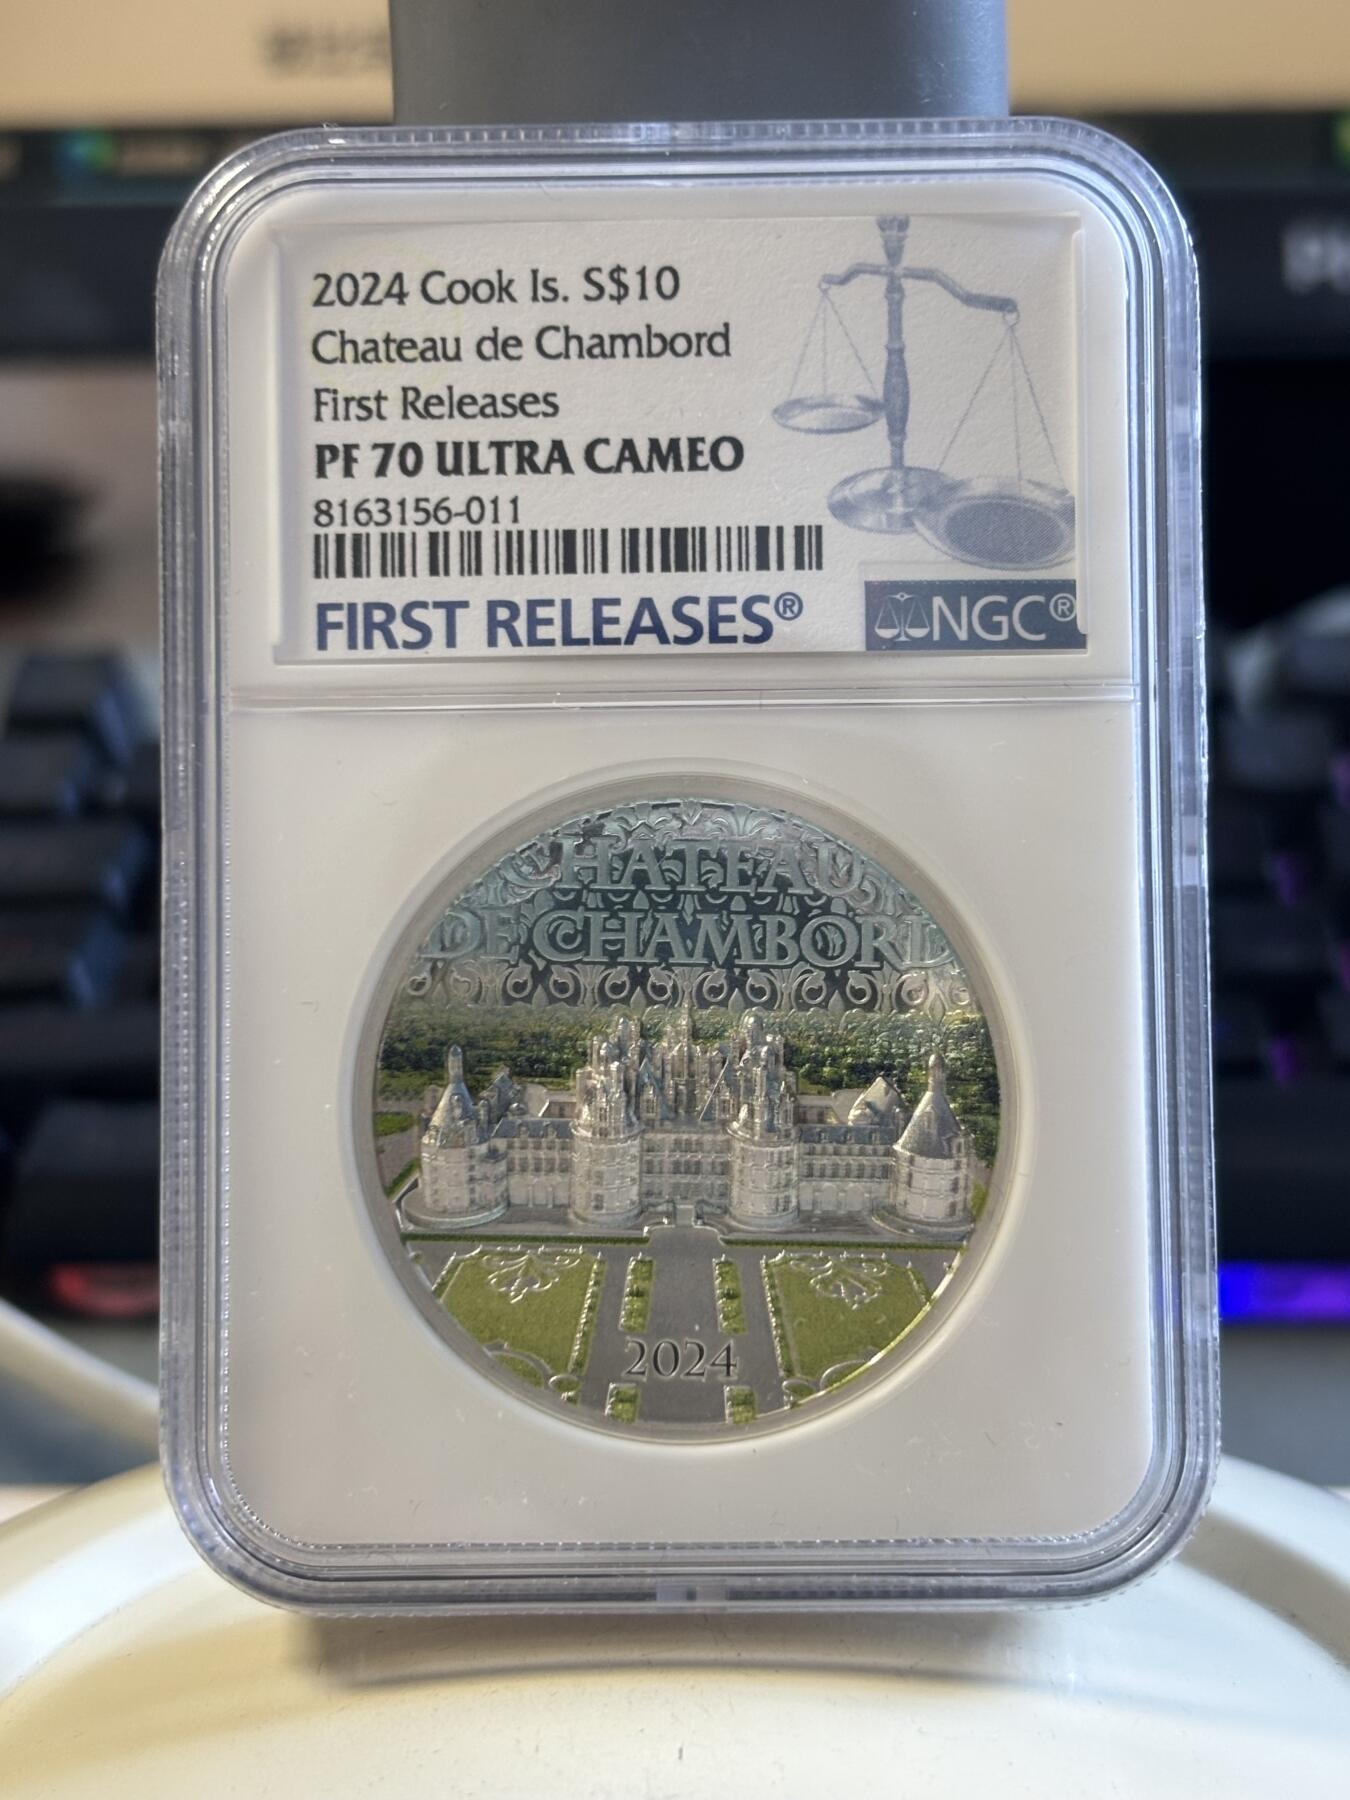 2024 Cook Is. S$10
Chateau de Chambord
First Releases
PF 70 ULTRA CAMEO
8163156-011
FIRST RELEASES®
NGC®
CHÂTEAU
DE CHAMBORD
2024